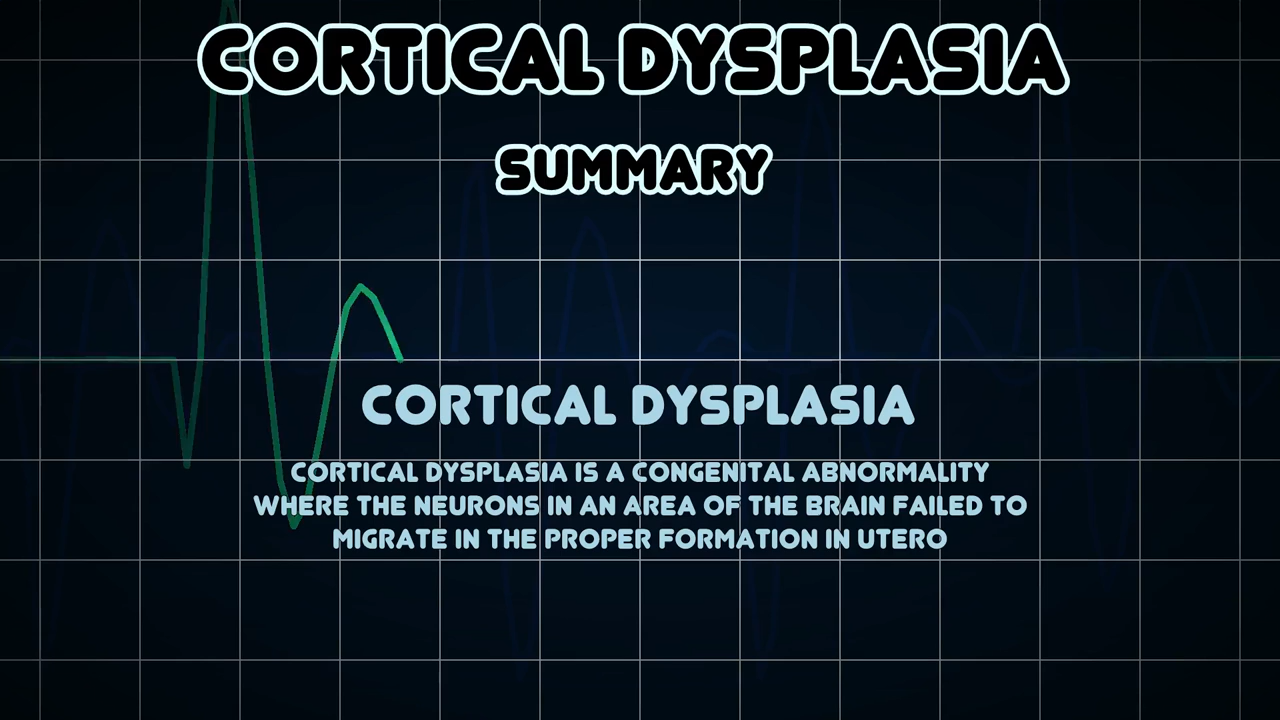 CORTICAL DYSPLASIA
SUMMARY
CORTICAL DYSPLASIA
CORTICAL DYSPLASIA IS A CONGENITAL ABNORMALITY
WHERE THE NEURONS IN AN AREA OF THE BRAIN FAILED TO
MIGRATE IN THE PROPER FORMATION IN UTERO